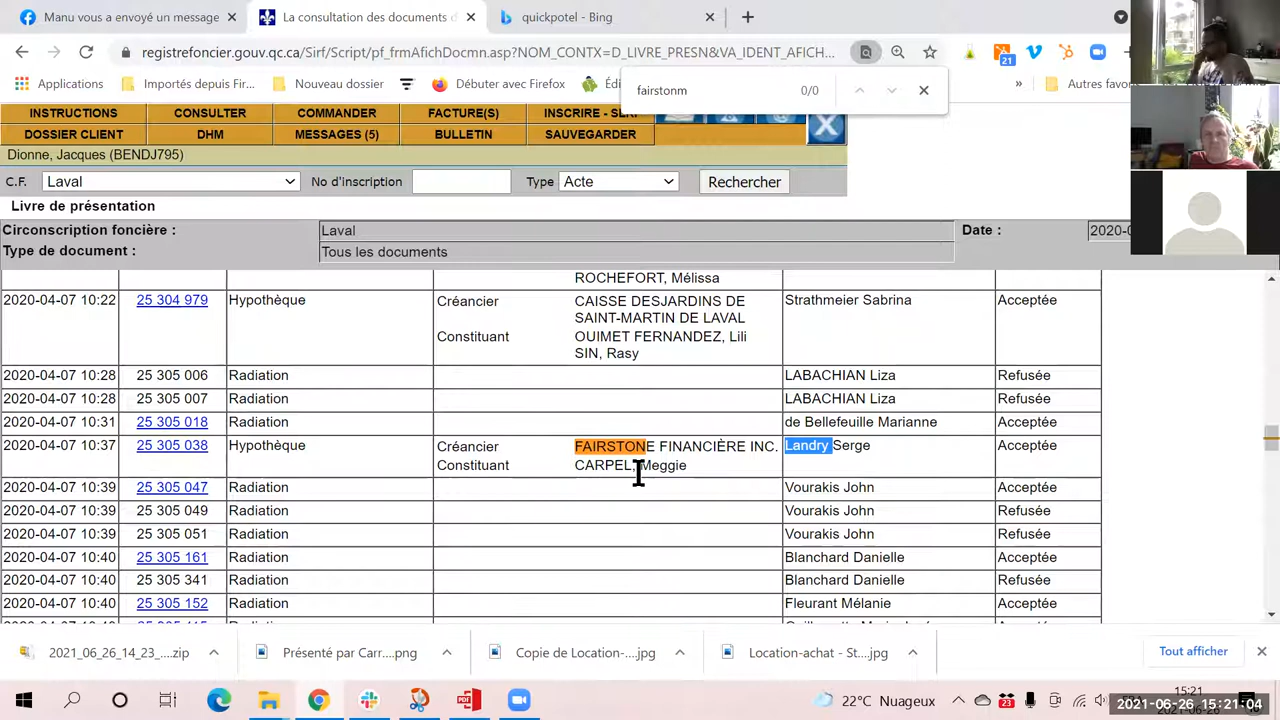 Manu vous a envoyé un message
La consultation des documents d
quickpotel - Bing
registrefoncier.gouv.qc.ca/Sirf/Script/pf_frmAfichDocmn.asp?NOM_CONTX=D_LIVRE_PRESN&VA_IDENT_AFICH...
21
Applications Importés depuis Fir... Nouveau dossier Débuter avec Firefox » Autres favoris
fairstonm 0/0
INSTRUCTIONS CONSULTER COMMANDER FACTURE(S)
DOSSIER CLIENT DHM MESSAGES (5) BULLETIN SAUVEGARDER
Dionne, Jacques (BENDJ795)
C.F. Laval No d'inscription Type Acte Rechercher
Livre de présentation
Circonscription foncière : Laval Date :
Type de document : Tous les documents
ROCHEFORT, Mélissa
2020-04-07 10:22 25 304 979 Hypothèque Créancier CAISSE DESJARDINS DE Strathmeier Sabrina Acceptée
SAINT-MARTIN DE LAVAL
Constituant OUIMET FERNANDEZ, Lili
SIN, Rasy
2020-04-07 10:28 25 305 006 Radiation LABACHIAN Liza Refusée
2020-04-07 10:28 25 305 007 Radiation LABACHIAN Liza Refusée
2020-04-07 10:31 25 305 018 Radiation de Bellefeuille Marianne Acceptée
2020-04-07 10:37 25 305 038 Hypothèque Créancier FAIRSTONE FINANCIÈRE INC. Landry Serge Acceptée
Constituant CARPEL, Meggie
2020-04-07 10:39 25 305 047 Radiation Vourakis John Acceptée
2020-04-07 10:39 25 305 049 Radiation Vourakis John Refusée
2020-04-07 10:39 25 305 051 Radiation Vourakis John Refusée
2020-04-07 10:40 25 305 161 Radiation Blanchard Danielle Acceptée
2020-04-07 10:40 25 305 341 Radiation Blanchard Danielle Refusée
2020-04-07 10:40 25 305 152 Radiation Fleurant Mélanie Acceptée
2021_06_26_14_23_....zip Présenté par Carr....png Copie de Location-....jpg Location-achat - St....jpg Tout afficher
22°C Nuageux 23 15:21
2021-06-26 15:21:04